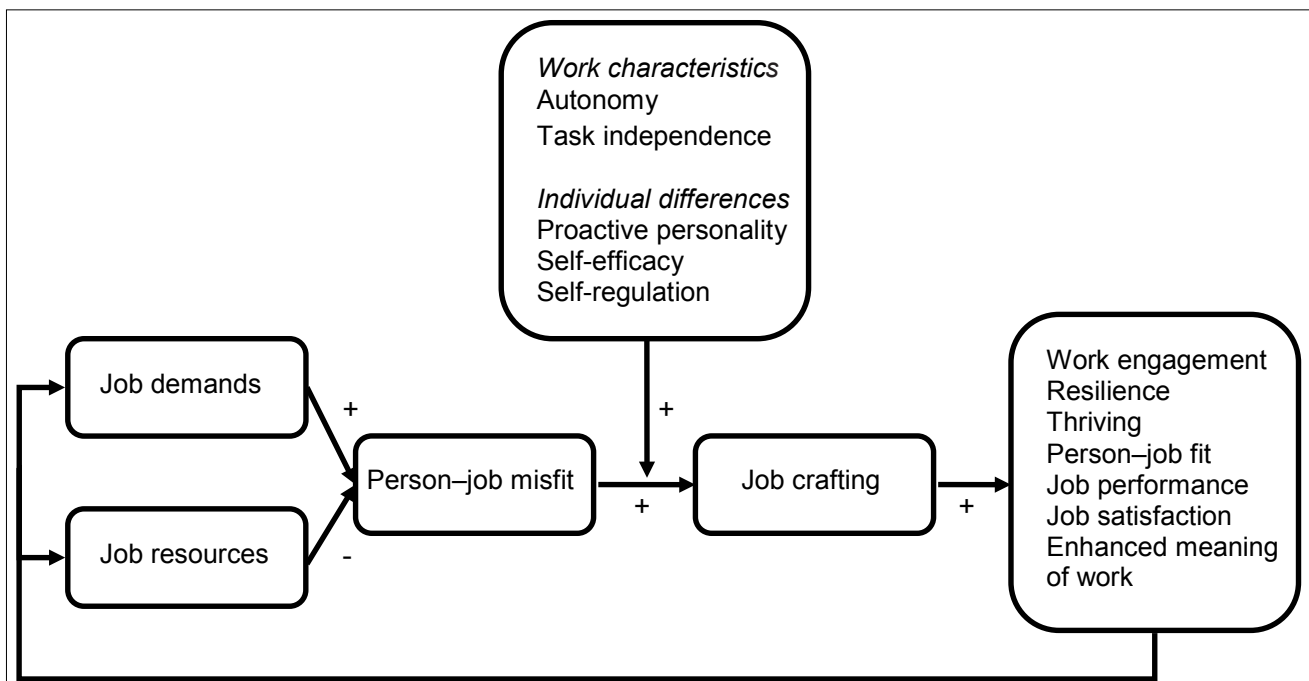 Work characteristics
Autonomy
Task independence
Individual differences
Proactive personality
Self-efficacy
Self-regulation
Job demands
+
Job resources
-
Person–job misfit
+
+
Job crafting
+
Work engagement
Resilience
Thriving
Person–job fit
Job performance
Job satisfaction
Enhanced meaning
of work